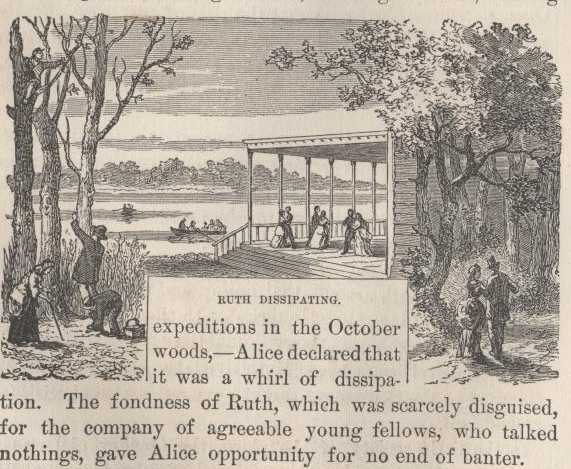 RUTH DISSIPATING.
expeditions in the October
woods,—Alice declared that
it was a whirl of dissipa-
tion. The fondness of Ruth, which was scarcely disguised,
for the company of agreeable young fellows, who talked
nothings, gave Alice opportunity for no end of banter.